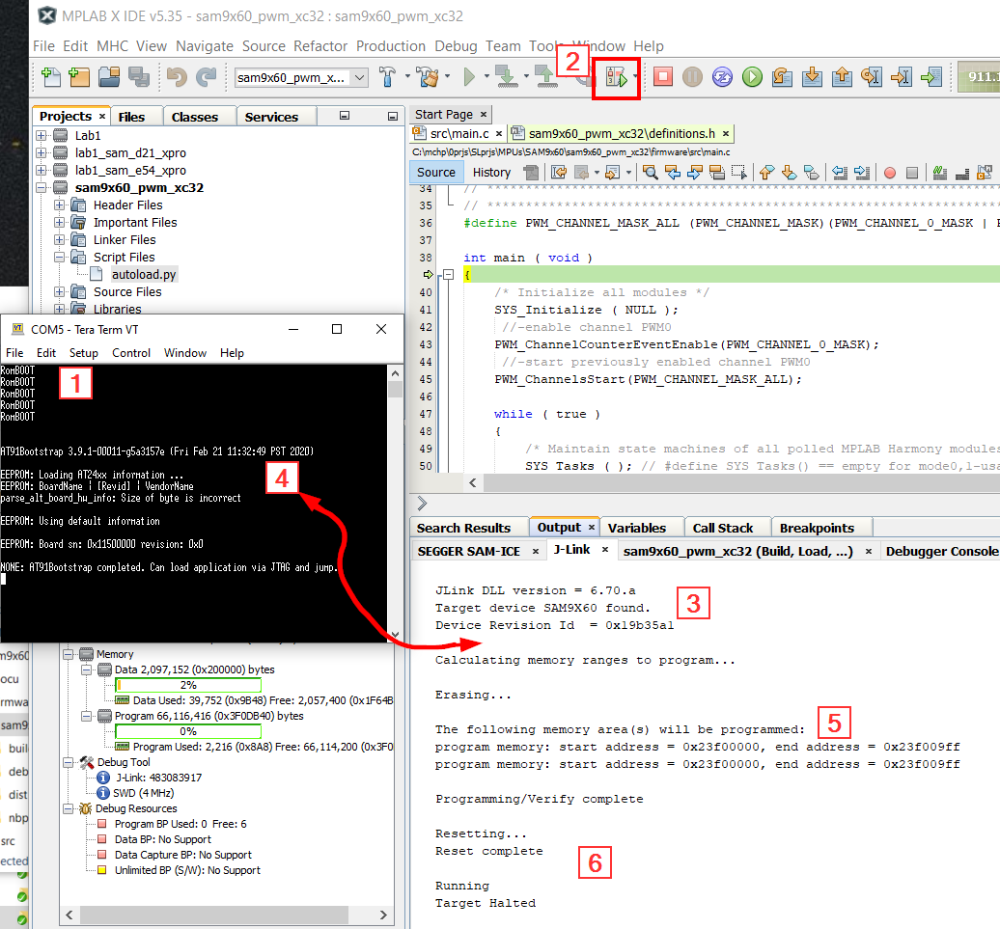 MPLAB X IDE v5.35 - sam9x60_pwm_xc32 : sam9x60_pwm_xc32
File Edit MHC View Navigate Source Refactor Production Debug Team Tools Window Help
2
sam9x60_pwm_x...
911.1
Projects × Files Classes Services
Lab1
lab1_sam_d21_xpro
lab1_sam_e54_xpro
sam9x60_pwm_xc32
Header Files
Important Files
Linker Files
Script Files
autoload.py
Source Files
Libraries
Start Page ×
src\main.c × sam9x60_pwm_xc32\definitions.h ×
C:\mchp\0prjs\SLprjs\MPUs\SAM9x60\sam9x60_pwm_xc32\firmware\src\main.c
Source History
34 //
35 // ****************************************************************************
36 #define PWM_CHANNEL_MASK_ALL (PWM_CHANNEL_MASK)(PWM_CHANNEL_0_MASK | P
37
38 int main ( void )
{
40 /* Initialize all modules */
41 SYS_Initialize ( NULL );
42 //-enable channel PWM0
43 PWM_ChannelCounterEventEnable(PWM_CHANNEL_0_MASK);
44 //-start previously enabled channel PWM0
45 PWM_ChannelsStart(PWM_CHANNEL_MASK_ALL);
46
47 while ( true )
48 {
49 /* Maintain state machines of all polled MPLAB Harmony modules
50 SYS_Tasks ( ); // #define SYS_Tasks() == empty for mode0,1-usa
COM5 - Tera Term VT
File Edit Setup Control Window Help
RomBOOT
RomBOOT
RomBOOT
RomBOOT
RomBOOT
1
AT91Bootstrap 3.9.1-00011-g5a3157e (Fri Feb 21 11:32:49 PST 2020)
EEPROM: Loading AT24xx information ...
EEPROM: BoardName | [Revid] | VendorName
parse_alt_board_hw_info: Size of byte is incorrect
4
EEPROM: Using default information
EEPROM: Board sn: 0x11500000 revision: 0x0
NONE: AT91Bootstrap completed. Can load application via JTAG and jump.
Memory
Data 2,097,152 (0x200000) bytes
2%
Data Used: 39,752 (0x9B48) Free: 2,057,400 (0x1F64B
Program 66,116,416 (0x3F0DB40) bytes
0%
Program Used: 2,216 (0x8A8) Free: 66,114,200 (0x3F0
Debug Tool
J-Link: 483083917
SWD (4 MHz)
Debug Resources
Program BP Used: 0 Free: 6
Data BP: No Support
Data Capture BP: No Support
Unlimited BP (S/W): No Support
m9x60
ocu
rmwa
sam9
buil
deb
dist
nbp
src
ected
Search Results Output × Variables Call Stack Breakpoints
SEGGER SAM-ICE × J-Link × sam9x60_pwm_xc32 (Build, Load, ...) × Debugger Console
JLink DLL version = 6.70.a
Target device SAM9X60 found.
Device Revision Id = 0x19b35a1
3
Calculating memory ranges to program...
Erasing...
The following memory area(s) will be programmed:
program memory: start address = 0x23f00000, end address = 0x23f009ff
program memory: start address = 0x23f00000, end address = 0x23f009ff
5
Programming/Verify complete
Resetting...
Reset complete
6
Running
Target Halted